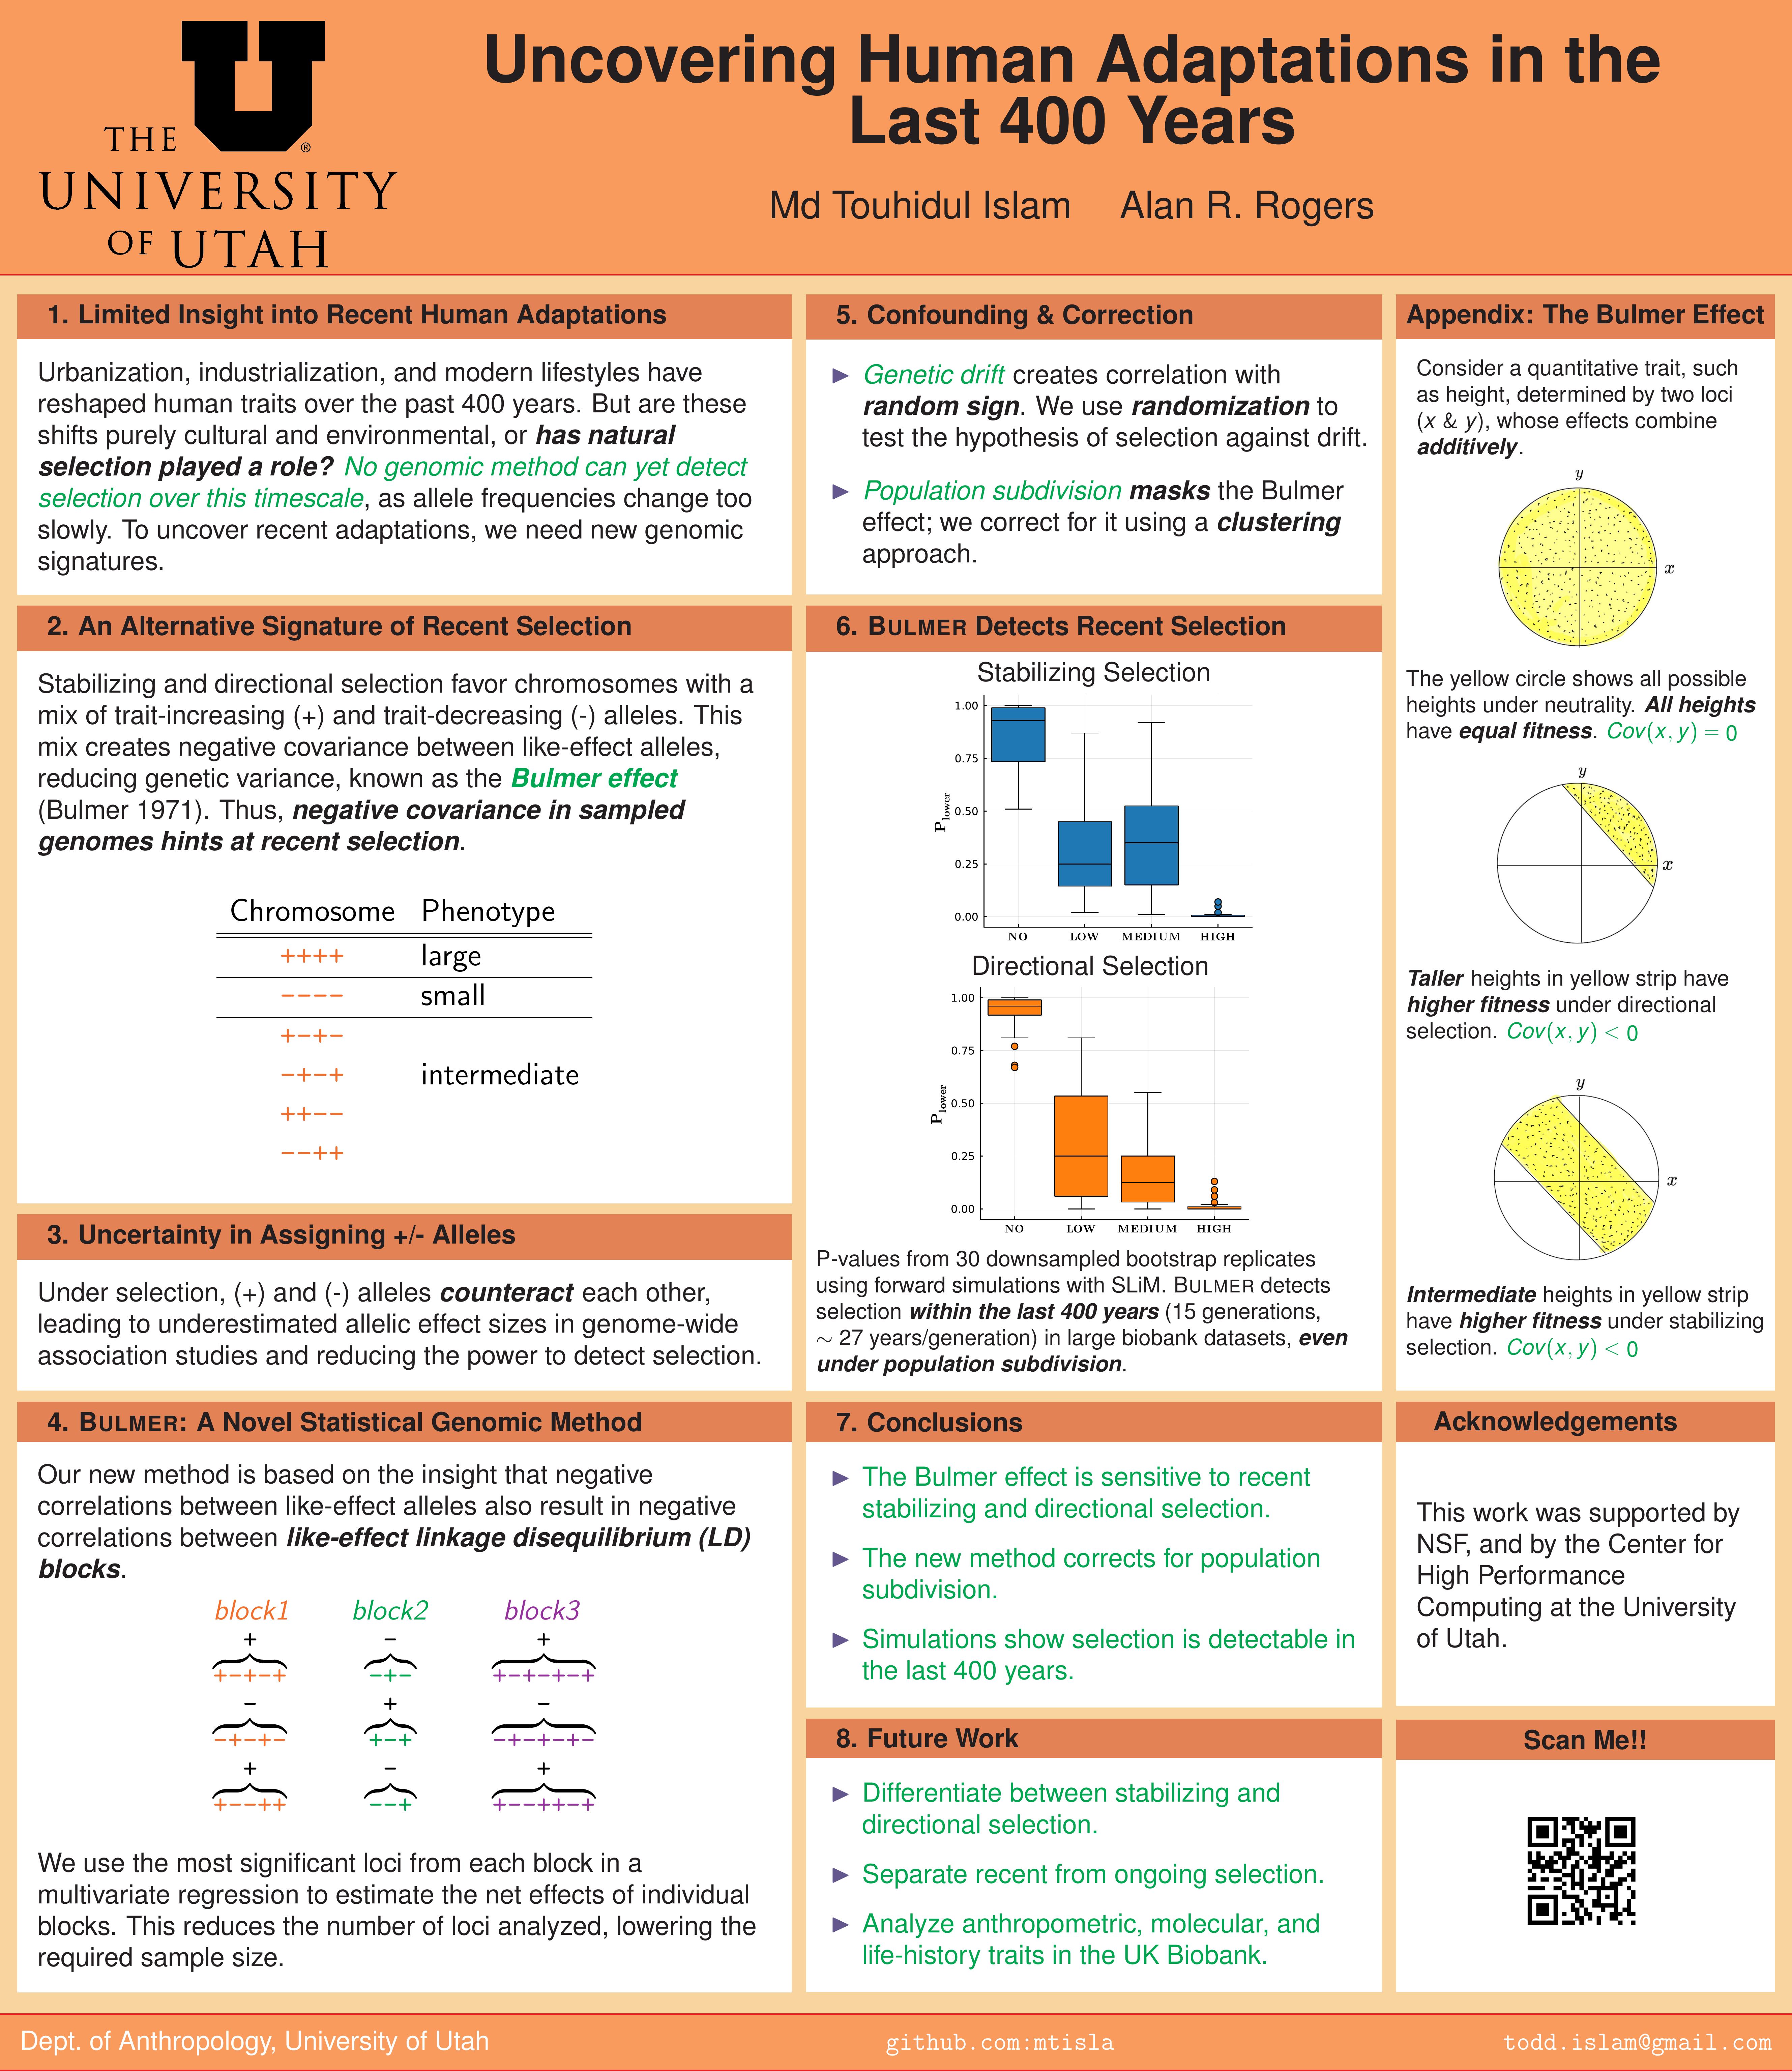 THE
UNIVERSITY
OF UTAH
®
Uncovering Human Adaptations in the
Last 400 Years
Md Touhidul Islam Alan R. Rogers
1. Limited Insight into Recent Human Adaptations
Urbanization, industrialization, and modern lifestyles have
reshaped human traits over the past 400 years. But are these
shifts purely cultural and environmental, or has natural
selection played a role? No genomic method can yet detect
selection over this timescale, as allele frequencies change too
slowly. To uncover recent adaptations, we need new genomic
signatures.
2. An Alternative Signature of Recent Selection
Stabilizing and directional selection favor chromosomes with a
mix of trait-increasing (+) and trait-decreasing (-) alleles. This
mix creates negative covariance between like-effect alleles,
reducing genetic variance, known as the Bulmer effect
(Bulmer 1971). Thus, negative covariance in sampled
genomes hints at recent selection.
Chromosome Phenotype
++++ large
−−−− small
+−+−
−+−+ intermediate
++−−
−−++
3. Uncertainty in Assigning +/- Alleles
Under selection, (+) and (-) alleles counteract each other,
leading to underestimated allelic effect sizes in genome-wide
association studies and reducing the power to detect selection.
4. BULMER: A Novel Statistical Genomic Method
Our new method is based on the insight that negative
correlations between like-effect alleles also result in negative
correlations between like-effect linkage disequilibrium (LD)
blocks.
block1 block2 block3
+ − +
+−+−+ −+− +−+−+−+
− + −
−+−+− +−+ −+−+−+−
+ − +
+−−++ −−+ +−−+−−+
We use the most significant loci from each block in a
multivariate regression to estimate the net effects of individual
blocks. This reduces the number of loci analyzed, lowering the
required sample size.
5. Confounding & Correction
▶ Genetic drift creates correlation with
random sign. We use randomization to
test the hypothesis of selection against drift.
▶ Population subdivision masks the Bulmer
effect; we correct for it using a clustering
approach.
6. BULMER Detects Recent Selection
Stabilizing Selection
1.00
0.75
0.50
0.25
0.00
Plower
NO LOW MEDIUM HIGH
Directional Selection
1.00
0.75
0.50
0.25
0.00
Plower
NO LOW MEDIUM HIGH
P-values from 30 downsampled bootstrap replicates
using forward simulations with SLiM. BULMER detects
selection within the last 400 years (15 generations,
∼ 27 years/generation) in large biobank datasets, even
under population subdivision.
7. Conclusions
▶ The Bulmer effect is sensitive to recent
stabilizing and directional selection.
▶ The new method corrects for population
subdivision.
▶ Simulations show selection is detectable in
the last 400 years.
8. Future Work
▶ Differentiate between stabilizing and
directional selection.
▶ Separate recent from ongoing selection.
▶ Analyze anthropometric, molecular, and
life-history traits in the UK Biobank.
Appendix: The Bulmer Effect
Consider a quantitative trait, such
as height, determined by two loci
(x & y), whose effects combine
additively.
y
x
The yellow circle shows all possible
heights under neutrality. All heights
have equal fitness. Cov(x, y) = 0
y
x
Taller heights in yellow strip have
higher fitness under directional
selection. Cov(x, y) < 0
y
x
Intermediate heights in yellow strip
have higher fitness under stabilizing
selection. Cov(x, y) < 0
Acknowledgements
This work was supported by
NSF, and by the Center for
High Performance
Computing at the University
of Utah.
Scan Me!!
Dept. of Anthropology, University of Utah
github.com:mtisla
todd.islam@gmail.com